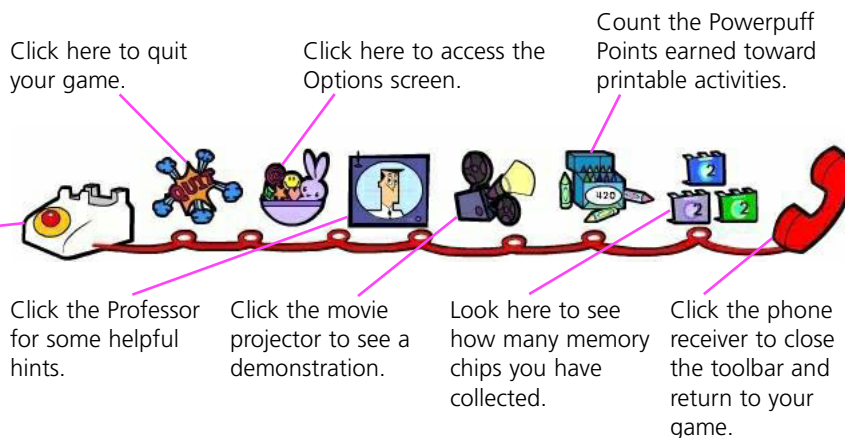 Click here to quit
your game.
Click here to access the
Options screen.
Count the Powerpuff
Points earned toward
printable activities.
QUIT
420
2
2
2
Click the Professor
for some helpful
hints.
Click the movie
projector to see a
demonstration.
Look here to see
how many memory
chips you have
collected.
Click the phone
receiver to close
the toolbar and
return to your
game.